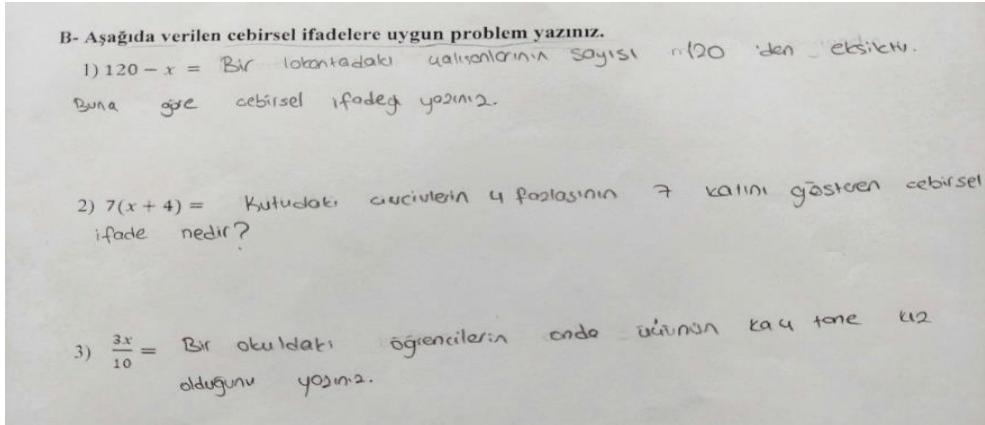 B- Aşağıda verilen cebirsel ifadelere uygun problem yazınız.
1) 120 − x = Bir lokantadaki çalışanlarının sayısı 120 'den eksiktir.
Buna göre cebirsel ifadeyi yazınız.
2) 7(x + 4) = Kutudaki civcivlerin 4 fazlasının 7 katını gösteren cebirsel
ifade nedir?
3) 3x/10 = Bir okuldaki öğrencilerin onda üçünün kaç tane kız
olduğunu yazınız.